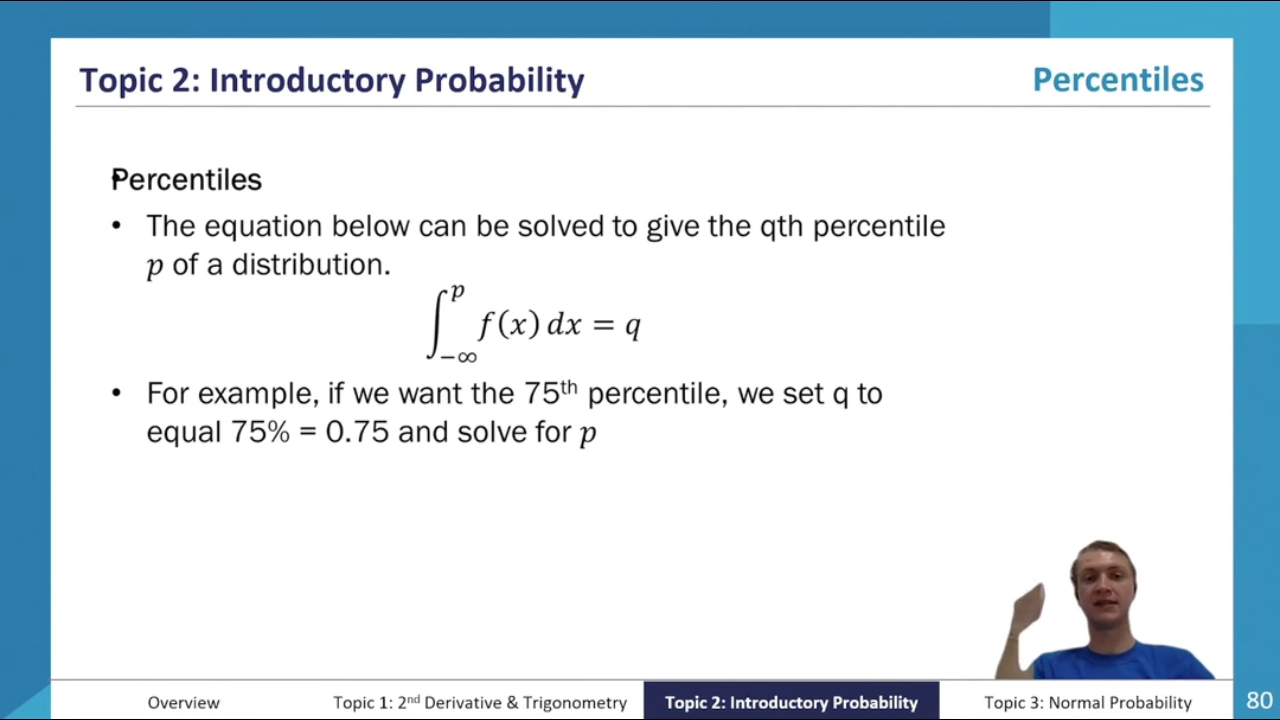 Topic 2: Introductory Probability
Percentiles
• Percentiles
• The equation below can be solved to give the qth percentile
p of a distribution.
∫_{-∞}^{p} f(x) dx = q
• For example, if we want the 75th percentile, we set q to
equal 75% = 0.75 and solve for p
Overview
Topic 1: 2nd Derivative & Trigonometry
Topic 2: Introductory Probability
Topic 3: Normal Probability
80